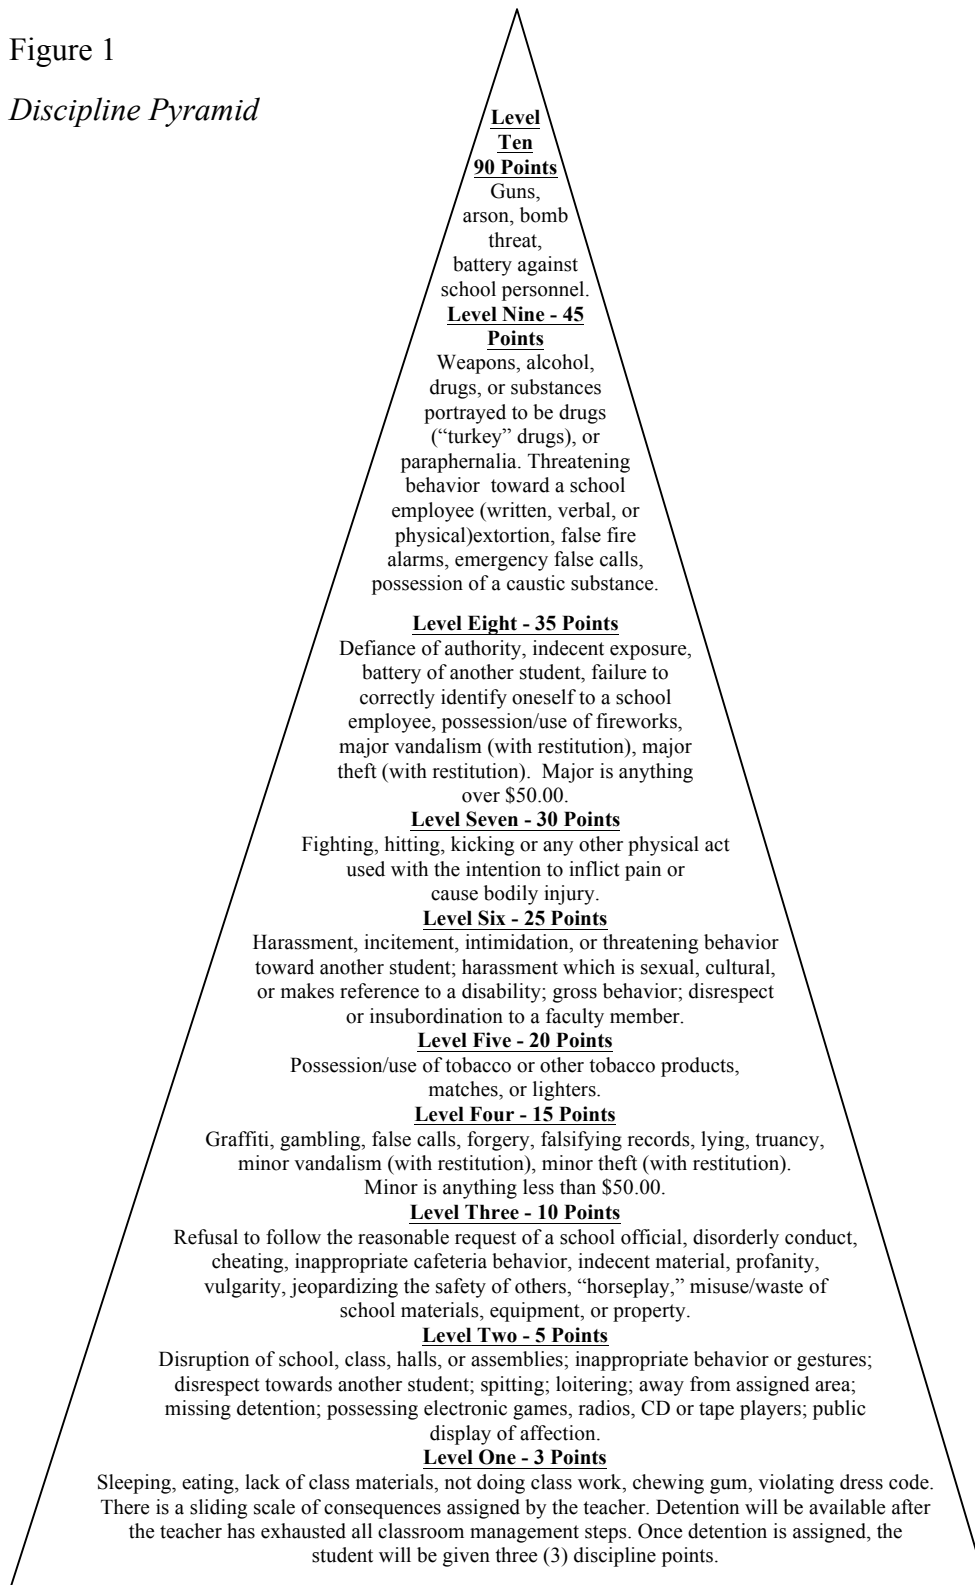 Figure 1
Discipline Pyramid
Level
Ten
90 Points
Guns,
arson, bomb
threat,
battery against
school personnel.
Level Nine - 45
Points
Weapons, alcohol,
drugs, or substances
portrayed to be drugs
(“turkey” drugs), or
paraphernalia. Threatening
behavior  toward a school
employee (written, verbal, or
physical)extortion, false fire
alarms, emergency false calls,
possession of a caustic substance.
Level Eight - 35 Points
Defiance of authority, indecent exposure,
battery of another student, failure to
correctly identify oneself to a school
employee, possession/use of fireworks,
major vandalism (with restitution), major
theft (with restitution).  Major is anything
over $50.00.
Level Seven - 30 Points
Fighting, hitting, kicking or any other physical act
used with the intention to inflict pain or
cause bodily injury.
Level Six - 25 Points
Harassment, incitement, intimidation, or threatening behavior
toward another student; harassment which is sexual, cultural,
or makes reference to a disability; gross behavior; disrespect
or insubordination to a faculty member.
Level Five - 20 Points
Possession/use of tobacco or other tobacco products,
matches, or lighters.
Level Four - 15 Points
Graffiti, gambling, false calls, forgery, falsifying records, lying, truancy,
minor vandalism (with restitution), minor theft (with restitution).
Minor is anything less than $50.00.
Level Three - 10 Points
Refusal to follow the reasonable request of a school official, disorderly conduct,
cheating, inappropriate cafeteria behavior, indecent material, profanity,
vulgarity, jeopardizing the safety of others, “horseplay,” misuse/waste of
school materials, equipment, or property.
Level Two - 5 Points
Disruption of school, class, halls, or assemblies; inappropriate behavior or gestures;
disrespect towards another student; spitting; loitering; away from assigned area;
missing detention; possessing electronic games, radios, CD or tape players; public
display of affection.
Level One - 3 Points
Sleeping, eating, lack of class materials, not doing class work, chewing gum, violating dress code.
There is a sliding scale of consequences assigned by the teacher. Detention will be available after
the teacher has exhausted all classroom management steps. Once detention is assigned, the
student will be given three (3) discipline points.